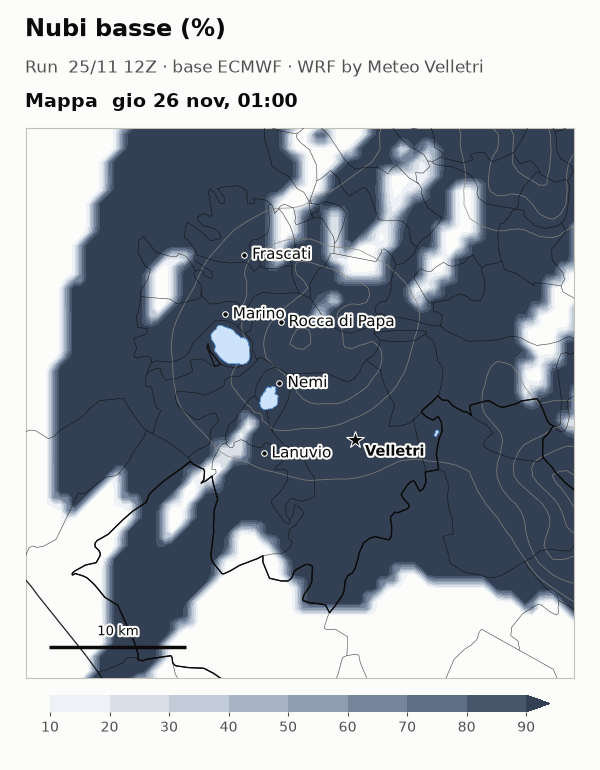 Nubi basse (%)
Run  25/11 12Z · base ECMWF · WRF by Meteo Velletri
Mappa  gio 26 nov, 01:00
Frascati
Marino
Rocca di Papa
Nemi
Velletri
Lanuvio
10 km
10 20 30 40 50 60 70 80 90